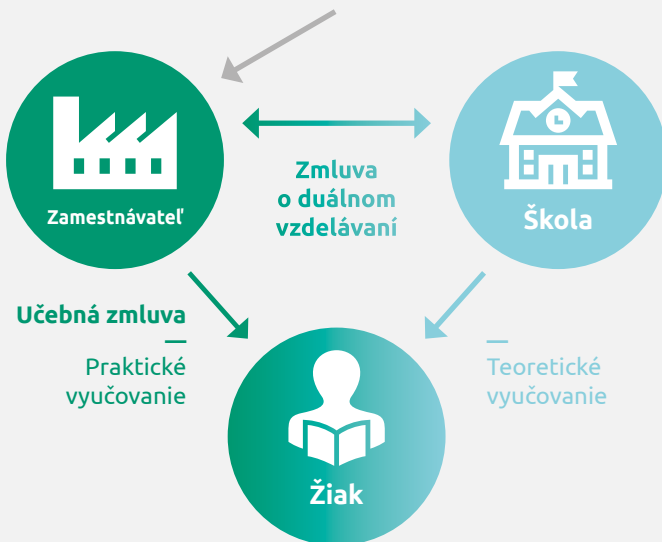 Zamestnávateľ
Zmluva
o duálnom
vzdelávaní
Škola
Učebná zmluva
Praktické
vyučovanie
Teoretické
vyučovanie
Žiak